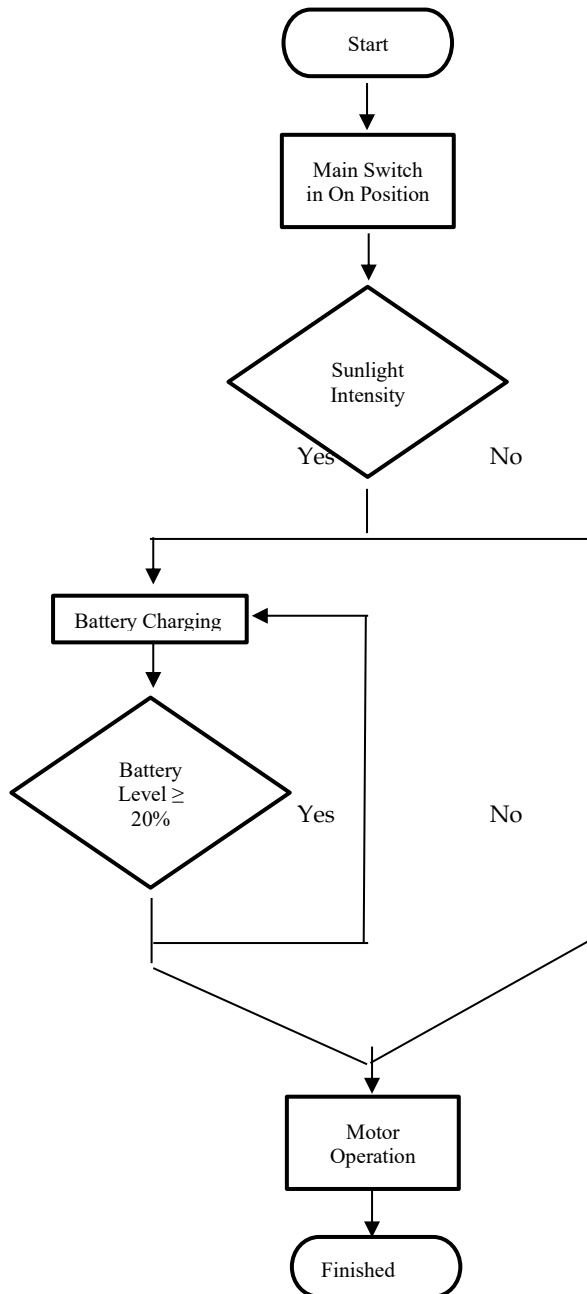 Start
Main Switch
in On Position
Sunlight
Intensity
Yes
No
Battery Charging
Battery
Level ≥
20%
Yes
No
Motor
Operation
Finished